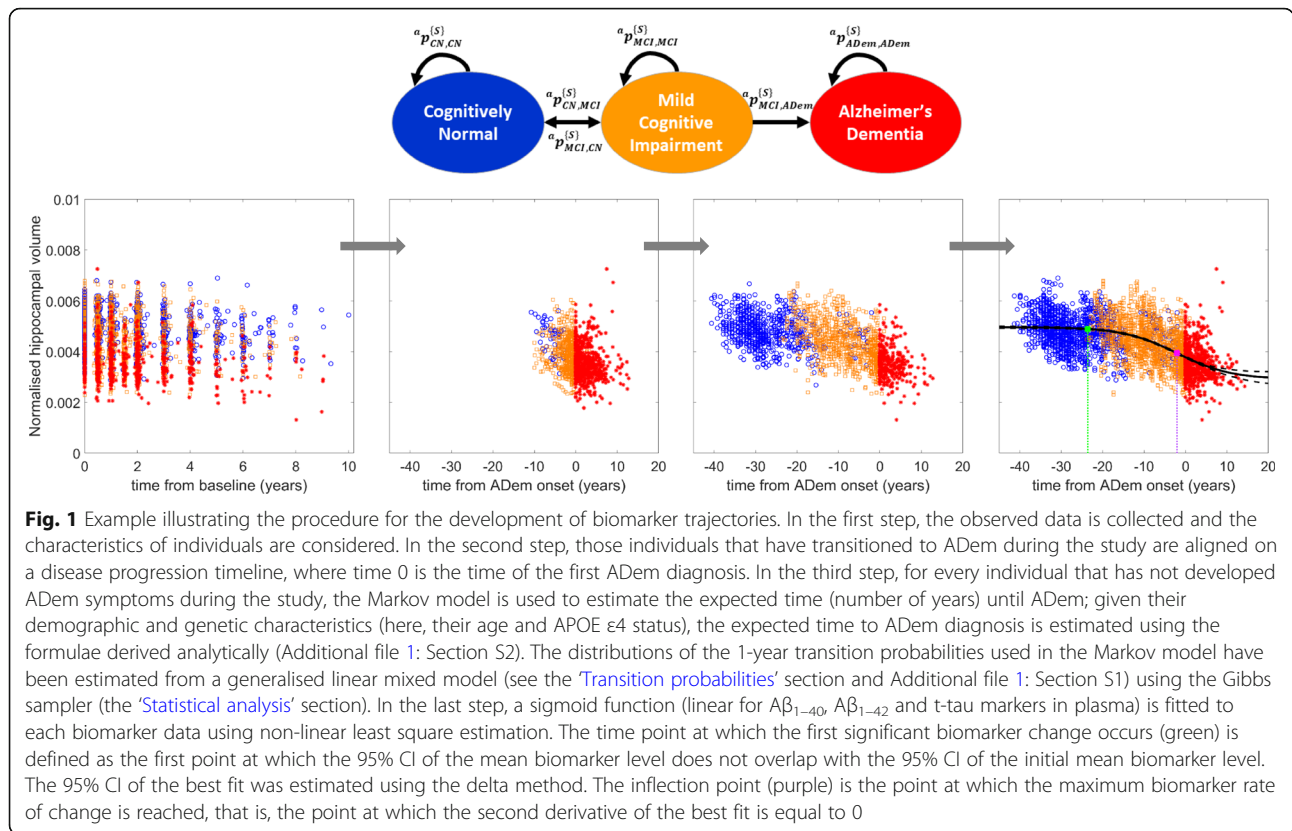 ᵃp^{S}_{CN,CN}
ᵃp^{S}_{MCI,MCI}
ᵃp^{S}_{ADem,ADem}
ᵃp^{S}_{CN,MCI}
ᵃp^{S}_{MCI,ADem}
ᵃp^{S}_{MCI,CN}
Cognitively
Normal
Mild
Cognitive
Impairment
Alzheimer's
Dementia
Normalised hippocampal volume
0.01
0.008
0.006
0.004
0.002
0
0 2 4 6 8 10
time from baseline (years)
-40 -30 -20 -10 0 10 20
time from ADem onset (years)
-40 -30 -20 -10 0 10 20
time from ADem onset (years)
-40 -30 -20 -10 0 10 20
time from ADem onset (years)
Fig. 1 Example illustrating the procedure for the development of biomarker trajectories. In the first step, the observed data is collected and the
characteristics of individuals are considered. In the second step, those individuals that have transitioned to ADem during the study are aligned on
a disease progression timeline, where time 0 is the time of the first ADem diagnosis. In the third step, for every individual that has not developed
ADem symptoms during the study, the Markov model is used to estimate the expected time (number of years) until ADem; given their
demographic and genetic characteristics (here, their age and APOE ε4 status), the expected time to ADem diagnosis is estimated using the
formulae derived analytically (Additional file 1: Section S2). The distributions of the 1-year transition probabilities used in the Markov model have
been estimated from a generalised linear mixed model (see the 'Transition probabilities' section and Additional file 1: Section S1) using the Gibbs
sampler (the 'Statistical analysis' section). In the last step, a sigmoid function (linear for Aβ₁₋₄₀, Aβ₁₋₄₂ and t-tau markers in plasma) is fitted to
each biomarker data using non-linear least square estimation. The time point at which the first significant biomarker change occurs (green) is
defined as the first point at which the 95% CI of the mean biomarker level does not overlap with the 95% CI of the initial mean biomarker level.
The 95% CI of the best fit was estimated using the delta method. The inflection point (purple) is the point at which the maximum biomarker rate
of change is reached, that is, the point at which the second derivative of the best fit is equal to 0